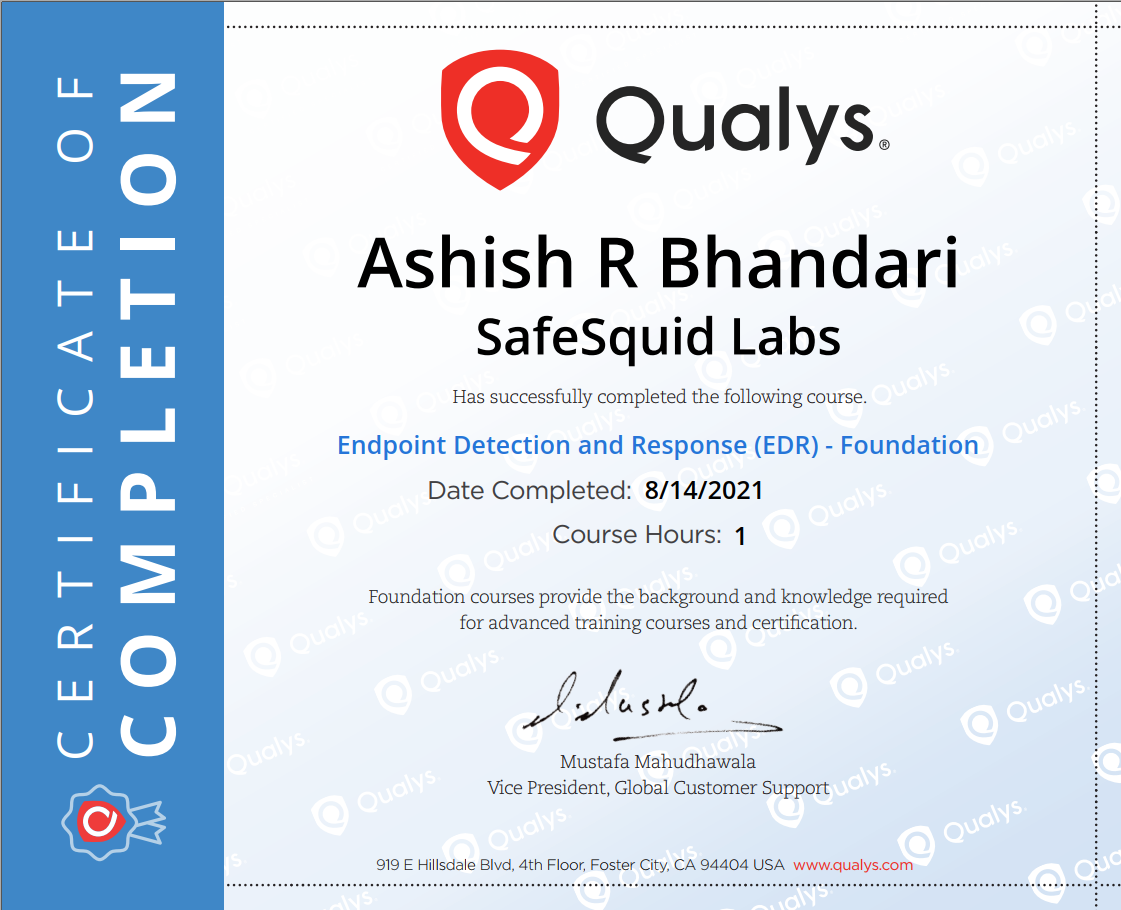 CERTIFICATE OF
COMPLETION
Qualys®
Ashish R Bhandari
SafeSquid Labs
Has successfully completed the following course.
Endpoint Detection and Response (EDR) - Foundation
Date Completed: 8/14/2021
Course Hours: 1
Foundation courses provide the background and knowledge required
for advanced training courses and certification.
Mustafa Mahudhawala
Vice President, Global Customer Support
919 E Hillsdale Blvd, 4th Floor, Foster City, CA 94404 USA www.qualys.com